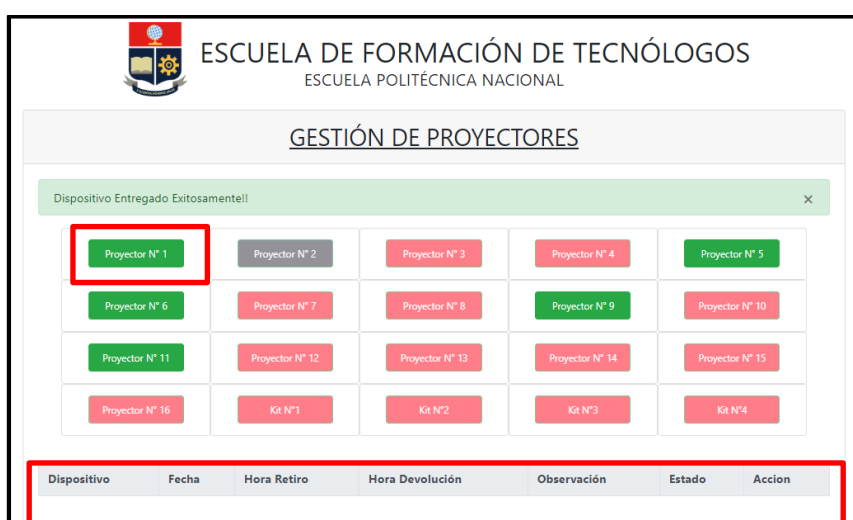 ESCUELA DE FORMACIÓN DE TECNÓLOGOS
ESCUELA POLITÉCNICA NACIONAL
GESTIÓN DE PROYECTORES
Dispositivo Entregado Exitosamente!! ×
Proyector N° 1 Proyector N° 2 Proyector N° 3 Proyector N° 4 Proyector N° 5
Proyector N° 6 Proyector N° 7 Proyector N° 8 Proyector N° 9 Proyector N° 10
Proyector N° 11 Proyector N° 12 Proyector N° 13 Proyector N° 14 Proyector N° 15
Proyector N° 16 Kit N°1 Kit N°2 Kit N°3 Kit N°4
Dispositivo Fecha Hora Retiro Hora Devolución Observación Estado Accion